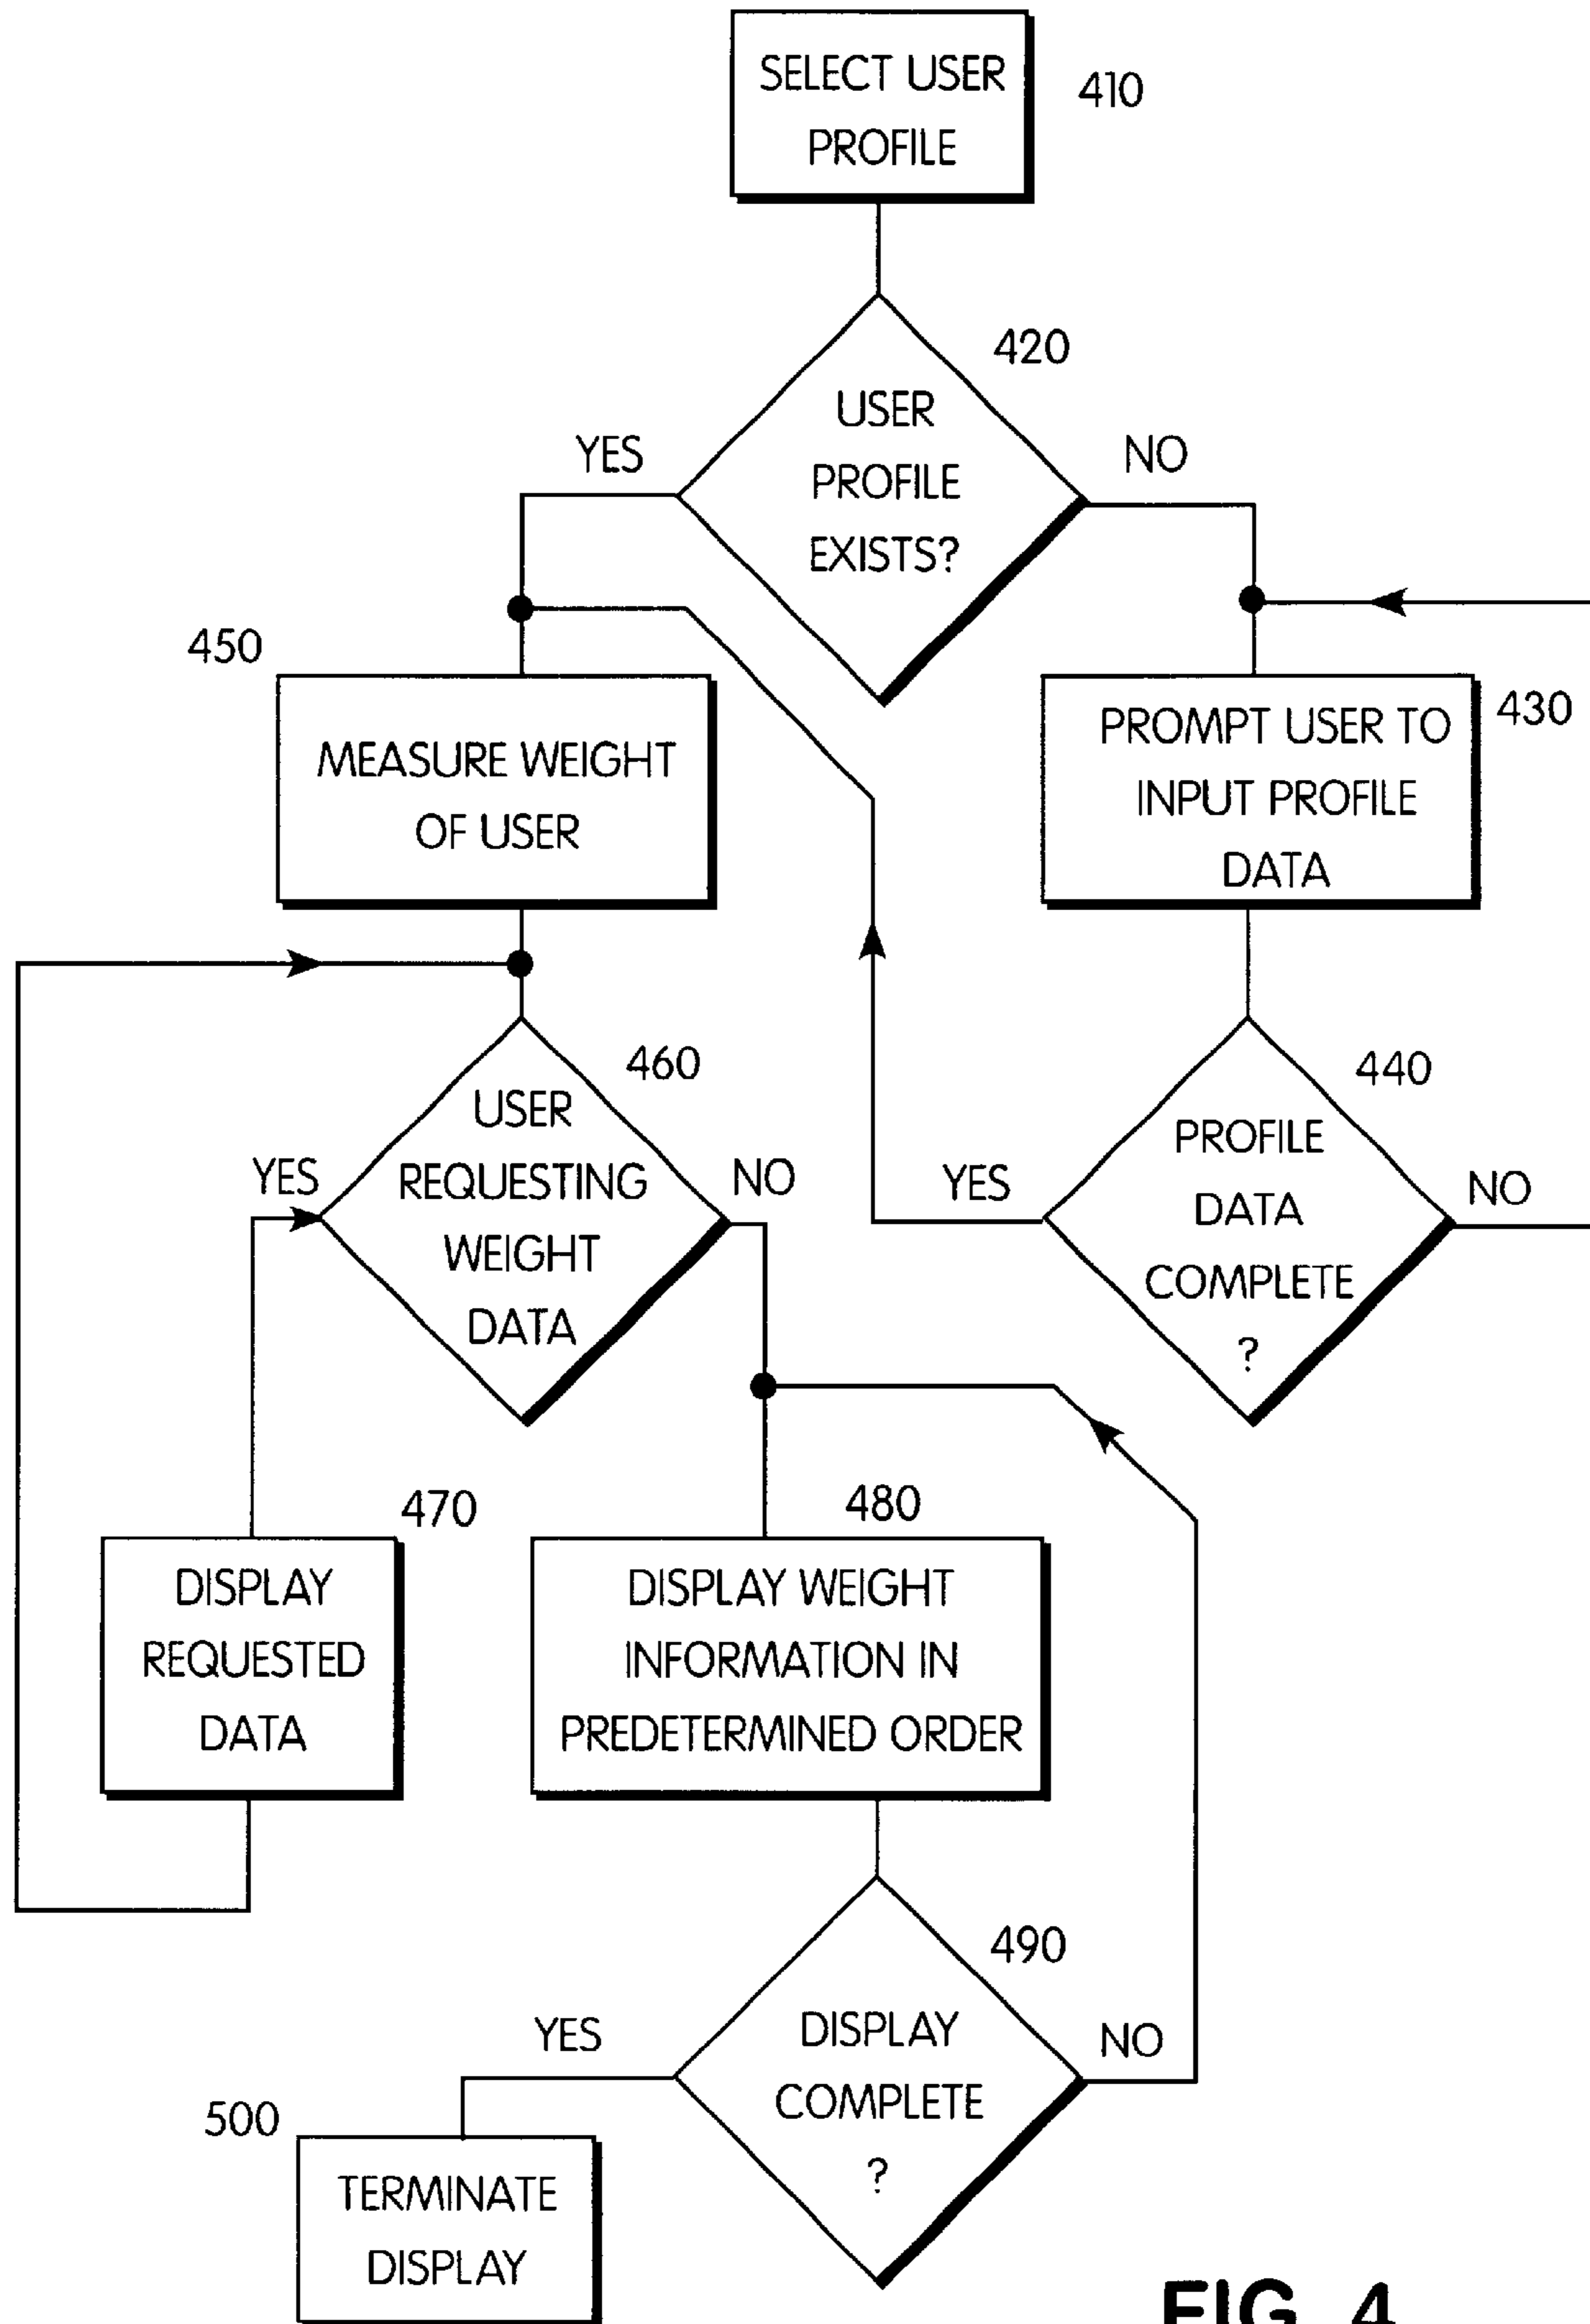 SELECT USER
PROFILE
410
420
USER
PROFILE
EXISTS?
YES
NO
450
MEASURE WEIGHT
OF USER
430
PROMPT USER TO
INPUT PROFILE
DATA
460
USER
REQUESTING
WEIGHT
DATA
YES
NO
440
PROFILE
DATA
COMPLETE
?
YES
NO
470
DISPLAY
REQUESTED
DATA
480
DISPLAY WEIGHT
INFORMATION IN
PREDETERMINED ORDER
490
DISPLAY
COMPLETE
?
YES
NO
500
TERMINATE
DISPLAY
FIG. 4